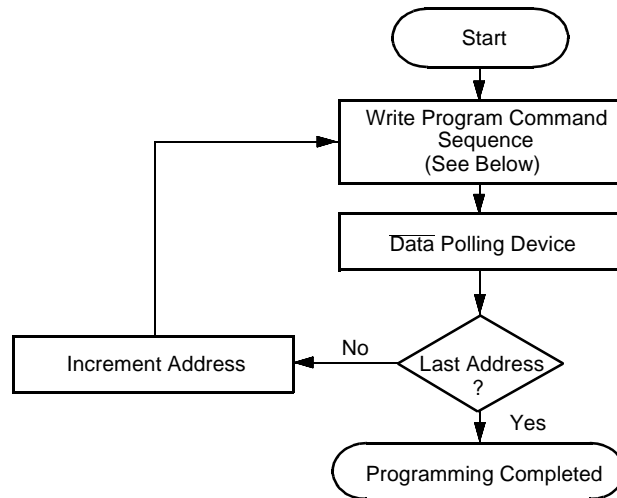 Start
Write Program Command
Sequence
(See Below)
Data Polling Device
No
Increment Address
Last Address
?
Yes
Programming Completed